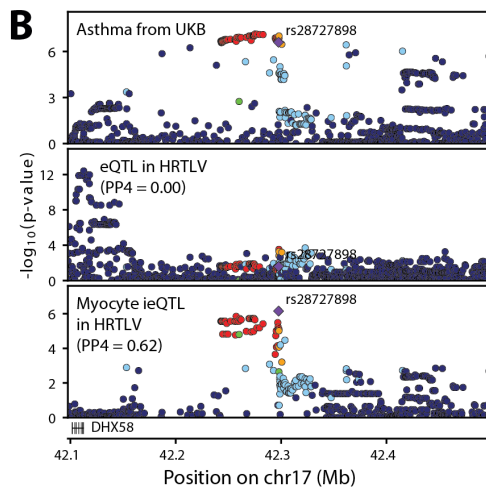 B
Asthma from UKB
rs28727898
6
3
0
eQTL in HRTLV
(PP4 = 0.00)
rs28727898
12
8
4
0
-log10(p-value)
Myocyte ieQTL
in HRTLV
(PP4 = 0.62)
rs28727898
6
4
2
0
DHX58
42.1 42.2 42.3 42.4
Position on chr17 (Mb)